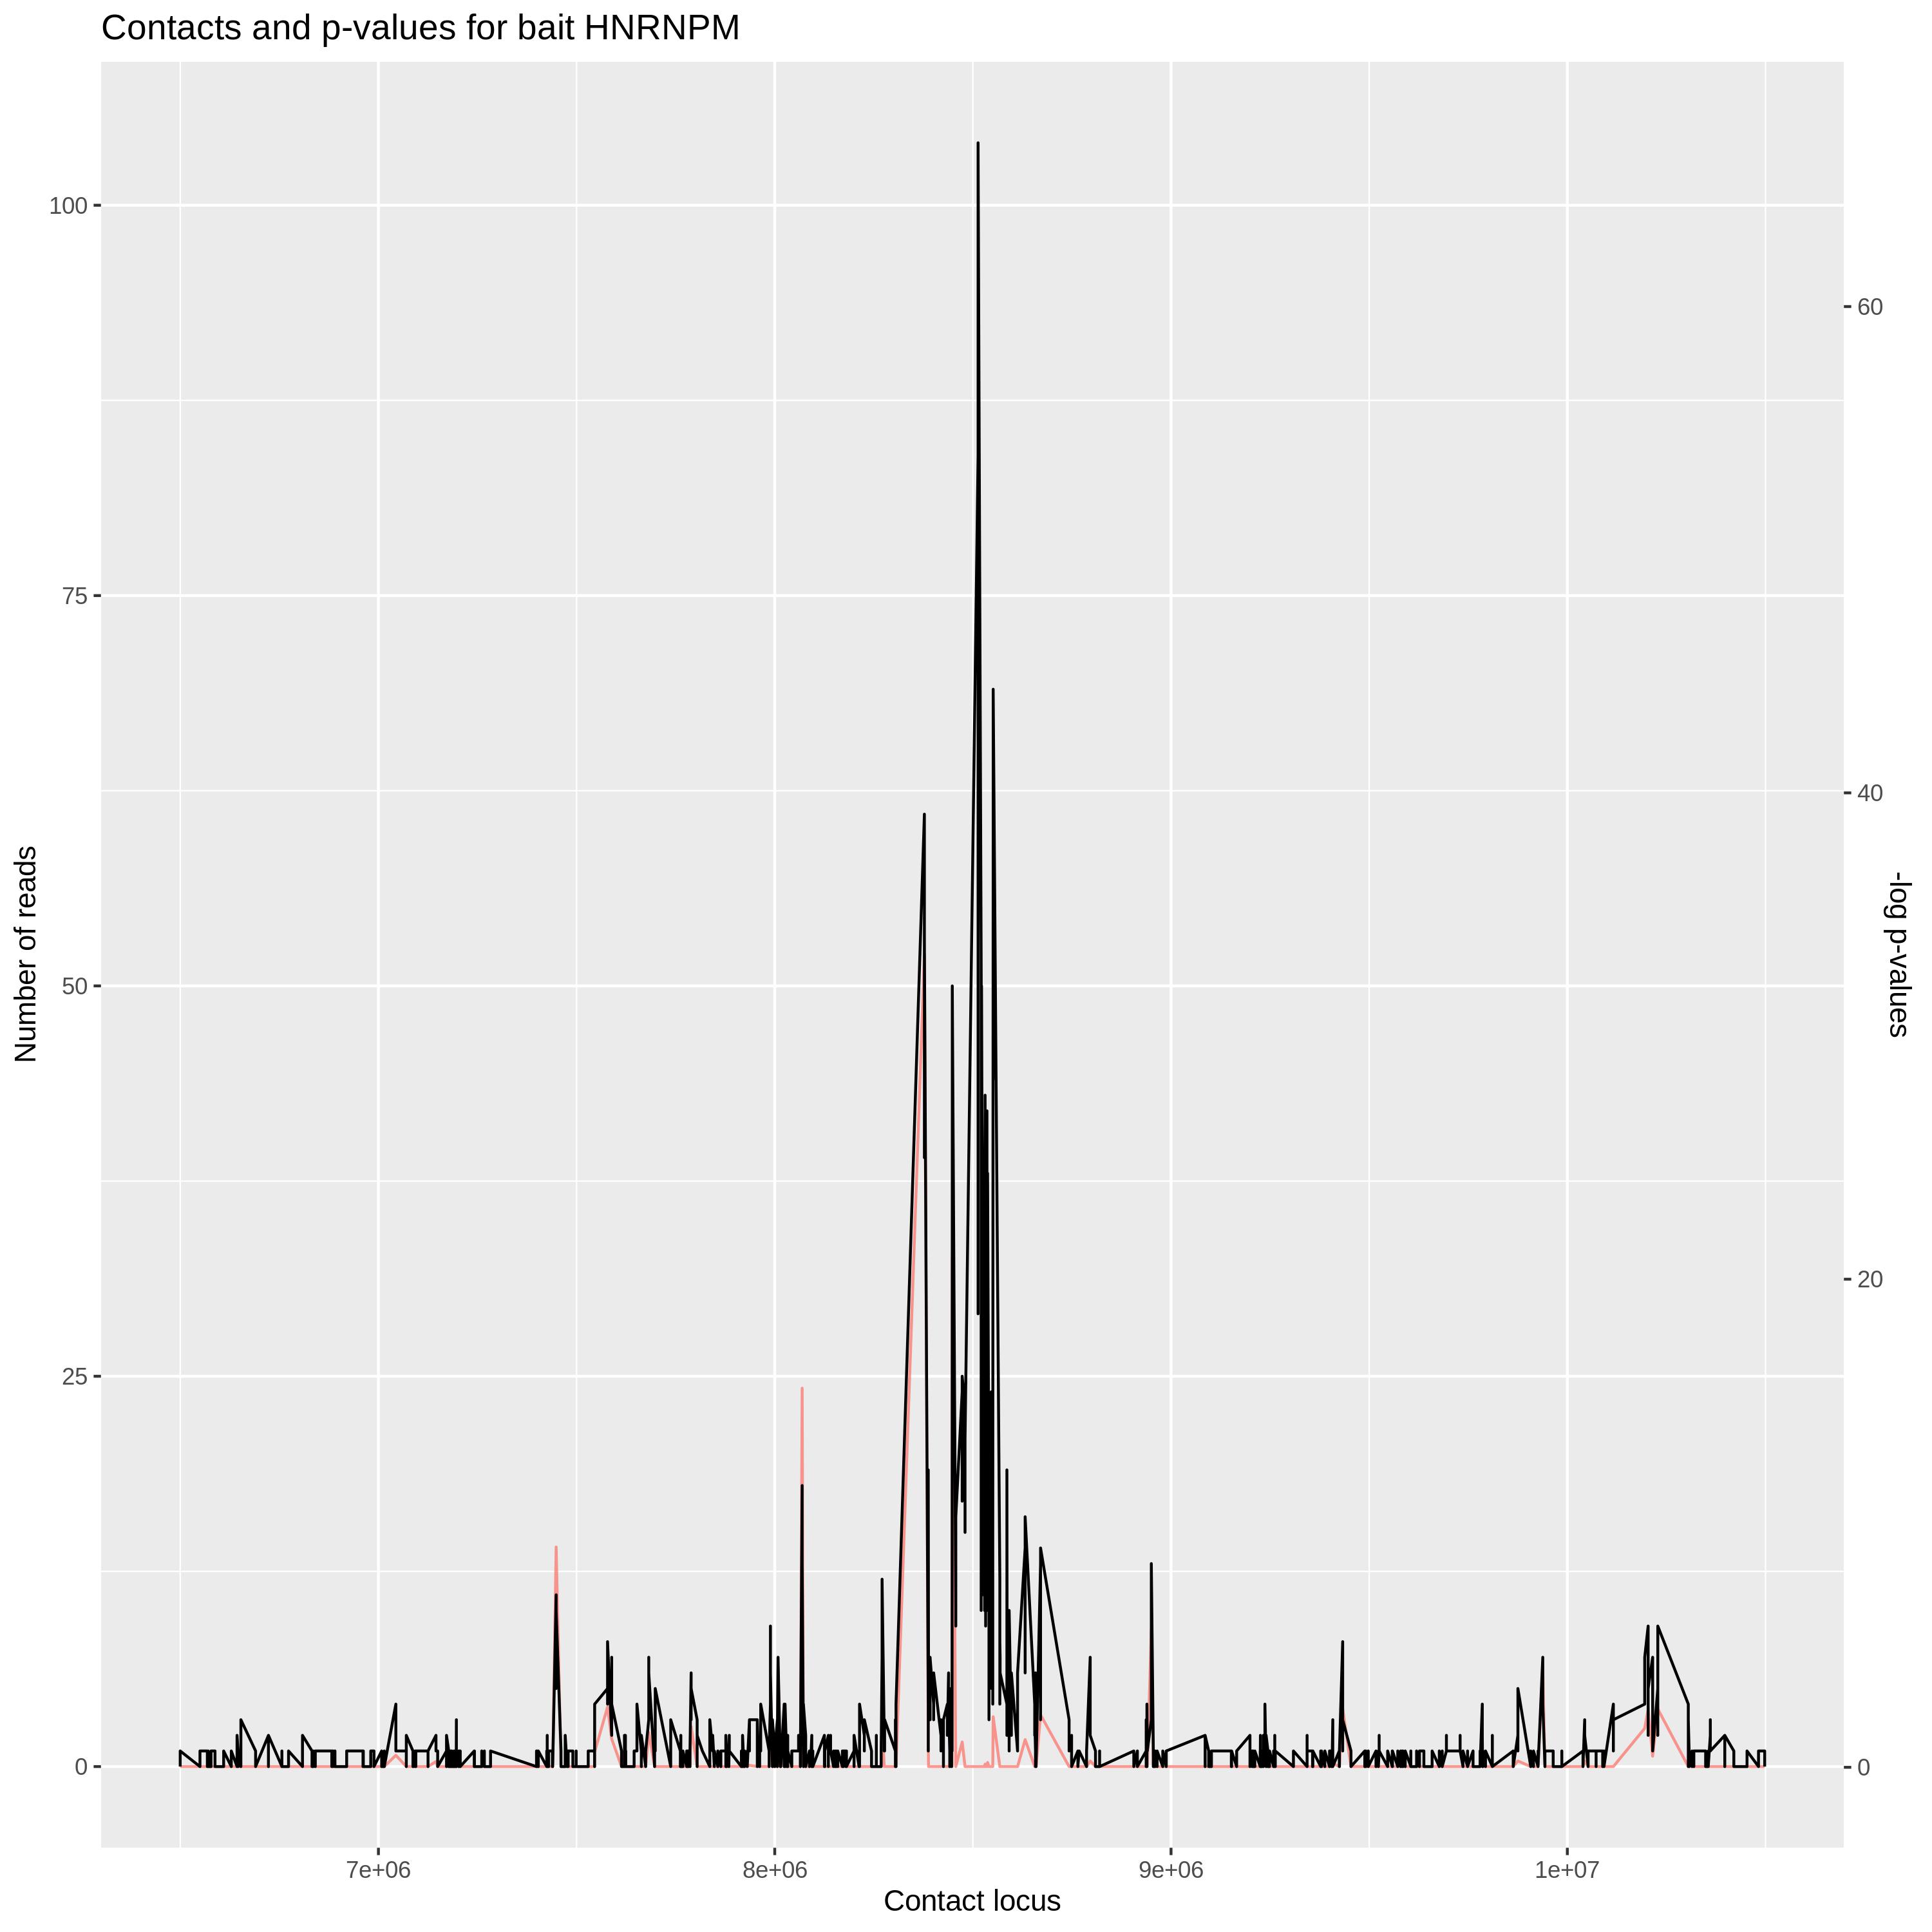 Contacts and p-values for bait HNRNPM
100
75
50
25
0
Number of reads
60
40
20
0
-log p-values
7e+06
8e+06
9e+06
1e+07
Contact locus